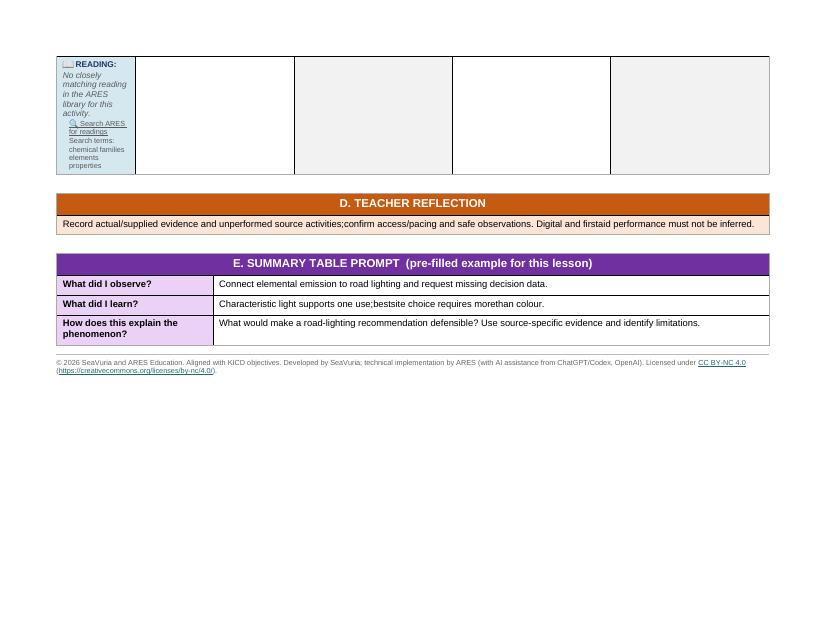 📖 READING:
No closely
matching reading
in the ARES
library for this
activity.
🔍 Search ARES
for readings
Search terms:
chemical families
elements
properties
D. TEACHER REFLECTION
Record actual/supplied evidence and unperformed source activities;confirm access/pacing and safe observations. Digital and firstaid performance must not be inferred.
E. SUMMARY TABLE PROMPT (pre-filled example for this lesson)
What did I observe? Connect elemental emission to road lighting and request missing decision data.
What did I learn? Characteristic light supports one use;bestsite choice requires morethan colour.
How does this explain the What would make a road-lighting recommendation defensible? Use source-specific evidence and identify limitations.
phenomenon?
© 2026 SeaVuria and ARES Education. Aligned with KICD objectives. Developed by SeaVuria; technical implementation by ARES (with AI assistance from ChatGPT/Codex, OpenAI). Licensed under CC BY-NC 4.0
(https://creativecommons.org/licenses/by-nc/4.0/).